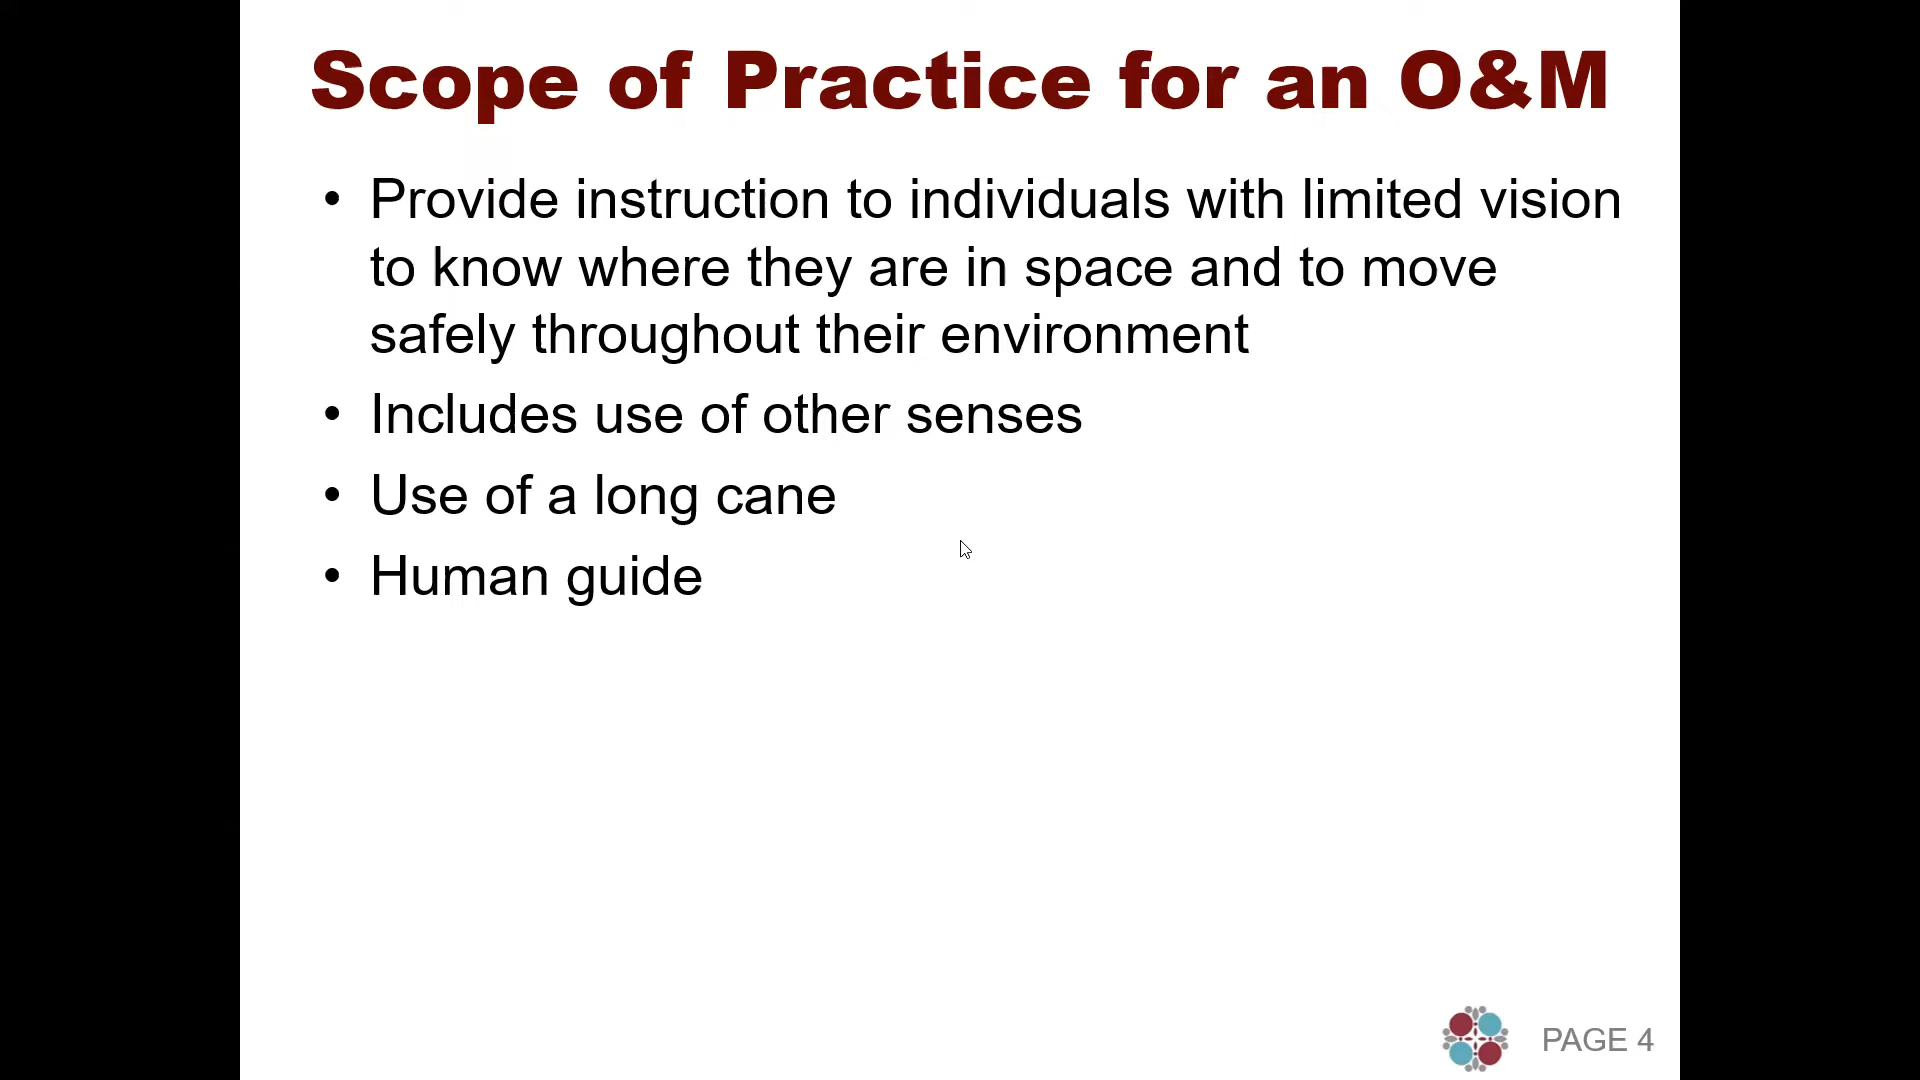 Scope of Practice for an O&M
• Provide instruction to individuals with limited vision
to know where they are in space and to move
safely throughout their environment
• Includes use of other senses
• Use of a long cane
• Human guide
PAGE 4